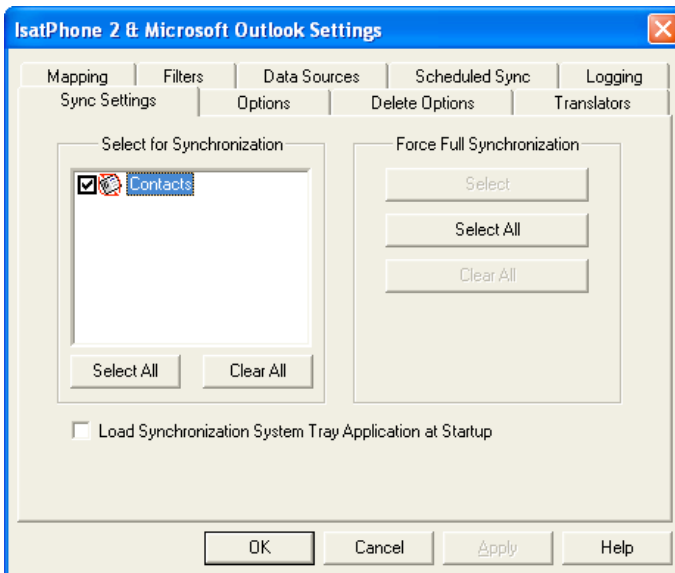 IsatPhone 2 & Microsoft Outlook Settings
Mapping Filters Data Sources Scheduled Sync Logging
Sync Settings Options Delete Options Translators
Select for Synchronization
Contacts
Select All Clear All
Force Full Synchronization
Select
Select All
Clear All
Load Synchronization System Tray Application at Startup
OK Cancel Apply Help